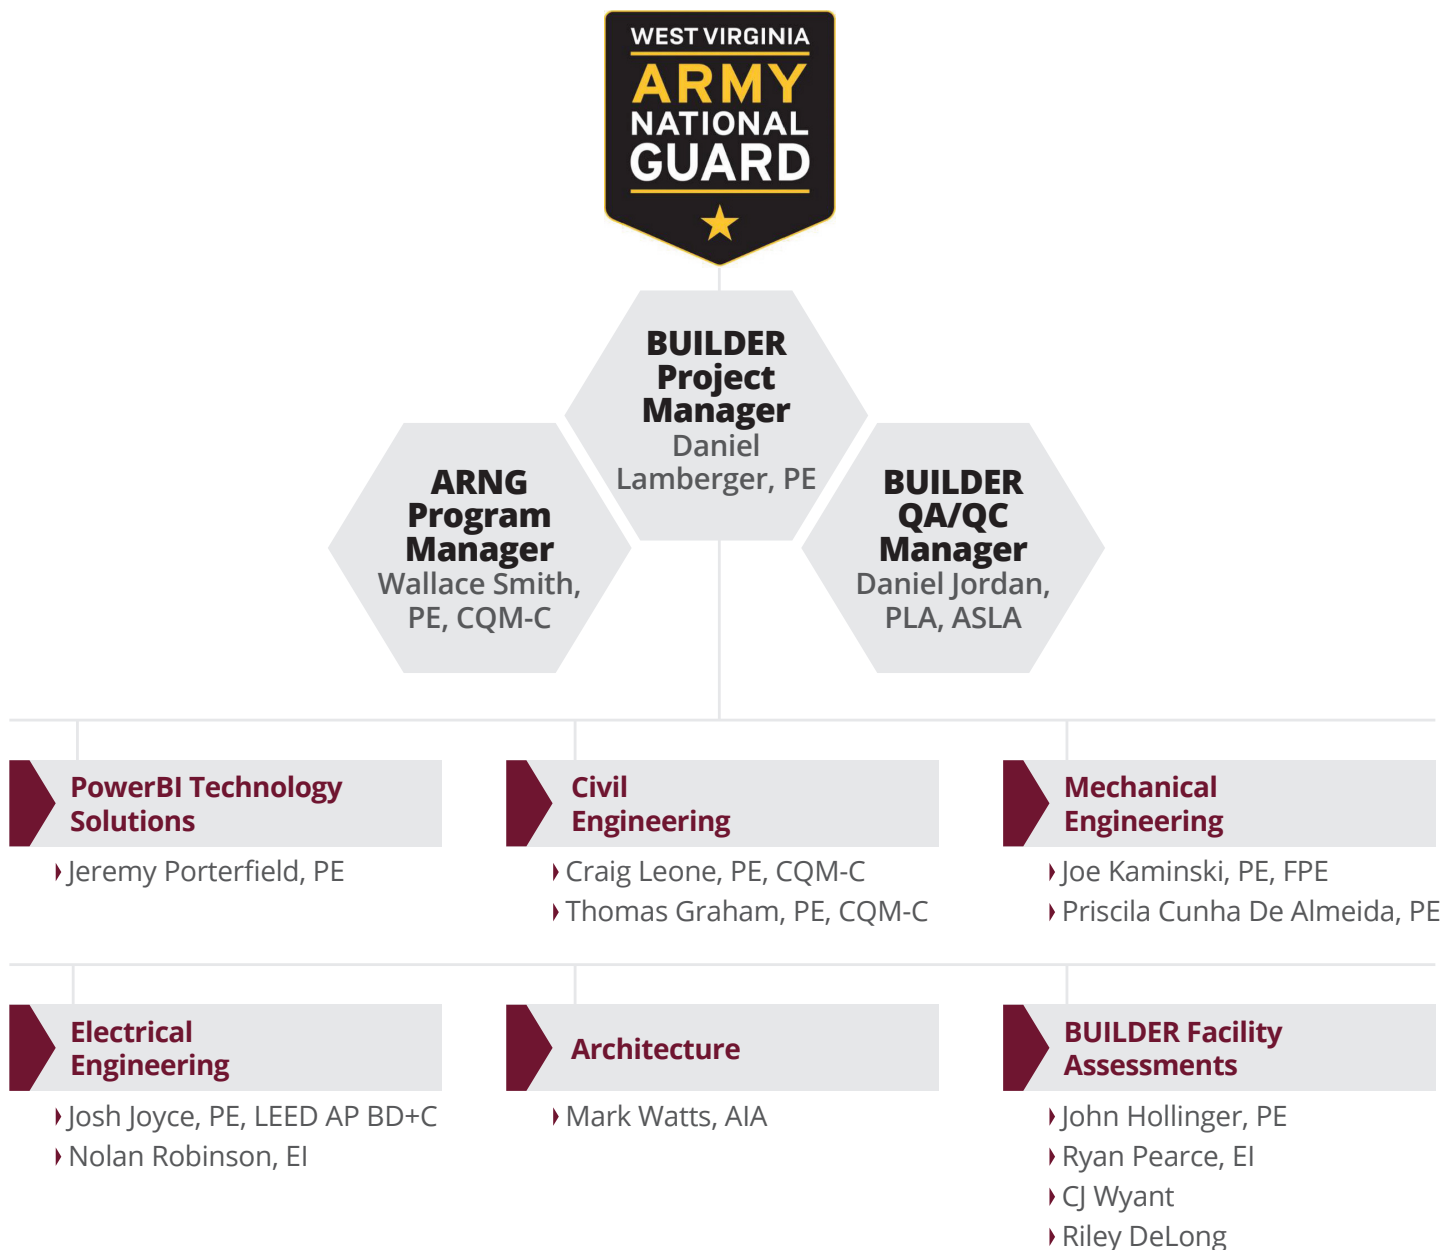 WEST VIRGINIA
ARMY
NATIONAL
GUARD
BUILDER
Project
Manager
Daniel
Lamberger, PE
ARNG
Program
Manager
Wallace Smith,
PE, CQM-C
BUILDER
QA/QC
Manager
Daniel Jordan,
PLA, ASLA
PowerBI Technology
Solutions
Jeremy Porterfield, PE
Civil
Engineering
Craig Leone, PE, CQM-C
Thomas Graham, PE, CQM-C
Mechanical
Engineering
Joe Kaminski, PE, FPE
Priscila Cunha De Almeida, PE
Electrical
Engineering
Josh Joyce, PE, LEED AP BD+C
Nolan Robinson, EI
Architecture
Mark Watts, AIA
BUILDER Facility
Assessments
John Hollinger, PE
Ryan Pearce, EI
CJ Wyant
Riley DeLong